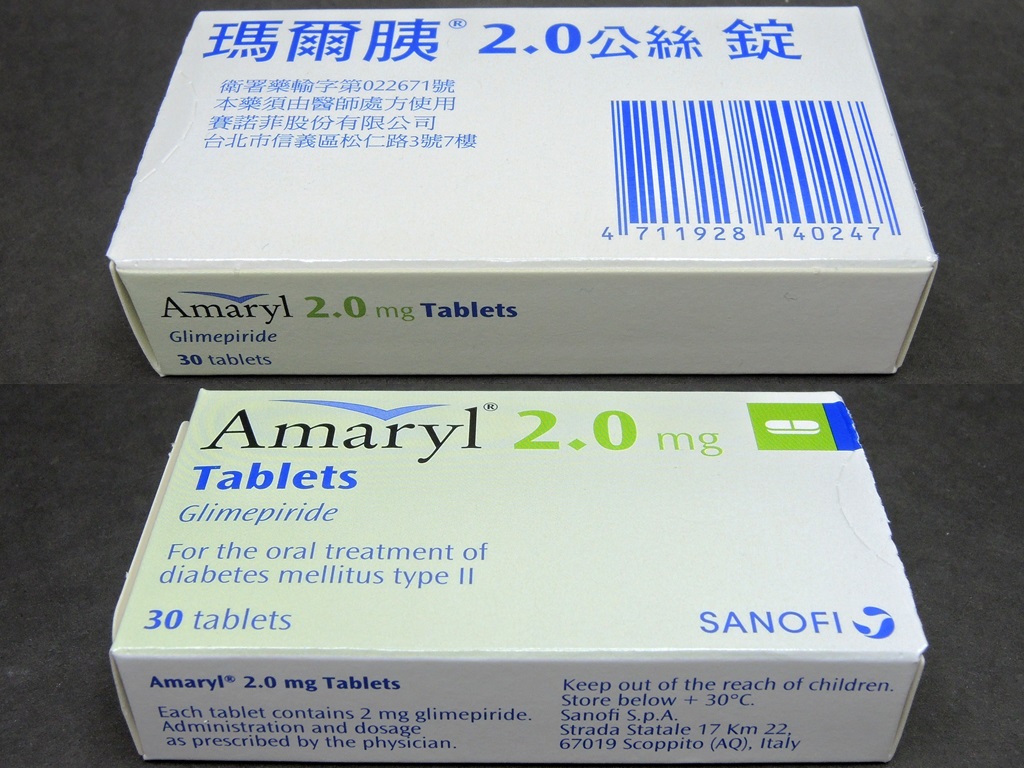 瑪爾胰® 2.0公絲 錠
衛署藥輸字第022671號
本藥須由醫師處方使用
賽諾菲股份有限公司
台北市信義區松仁路3號7樓
4 711928 140247
Amaryl 2.0 mg Tablets
Glimepiride
30 tablets
Amaryl® 2.0 mg
Tablets
Glimepiride
For the oral treatment of
diabetes mellitus type II
30 tablets
SANOFI
Amaryl® 2.0 mg Tablets
Each tablet contains 2 mg glimepiride.
Administration and dosage
as prescribed by the physician.
Keep out of the reach of children.
Store below + 30°C.
Sanofi S.p.A.
Strada Statale 17 Km 22,
67019 Scoppito (AQ), Italy